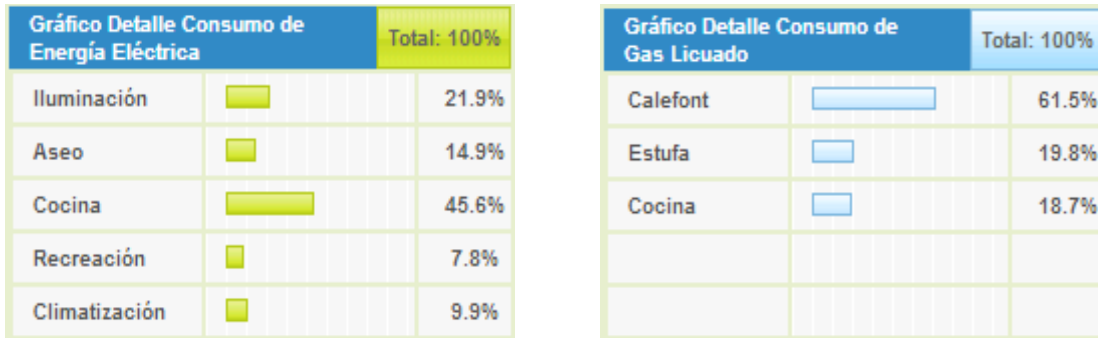 Gráfico Detalle Consumo de
Energía Eléctrica
Total: 100%
Iluminación 21.9%
Aseo 14.9%
Cocina 45.6%
Recreación 7.8%
Climatización 9.9%
Gráfico Detalle Consumo de
Gas Licuado
Total: 100%
Calefont 61.5%
Estufa 19.8%
Cocina 18.7%